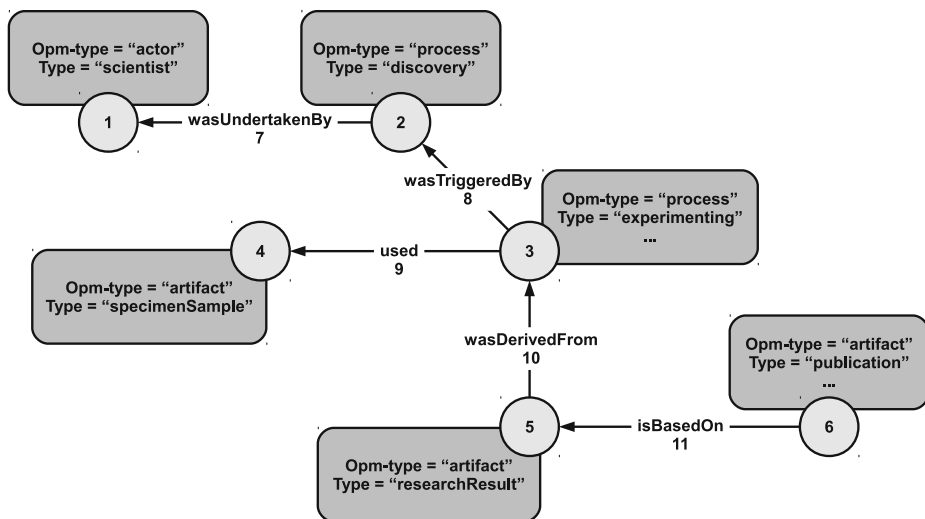 Opm-type = “actor”
Type = “scientist”
1
Opm-type = “process”
Type = “discovery”
2
wasUndertakenBy
7
wasTriggeredBy
8
Opm-type = “process”
Type = “experimenting”
...
3
4
used
9
Opm-type = “artifact”
Type = “specimenSample”
wasDerivedFrom
10
Opm-type = “artifact”
Type = “publication”
...
5
isBasedOn
11
6
Opm-type = “artifact”
Type = “researchResult”